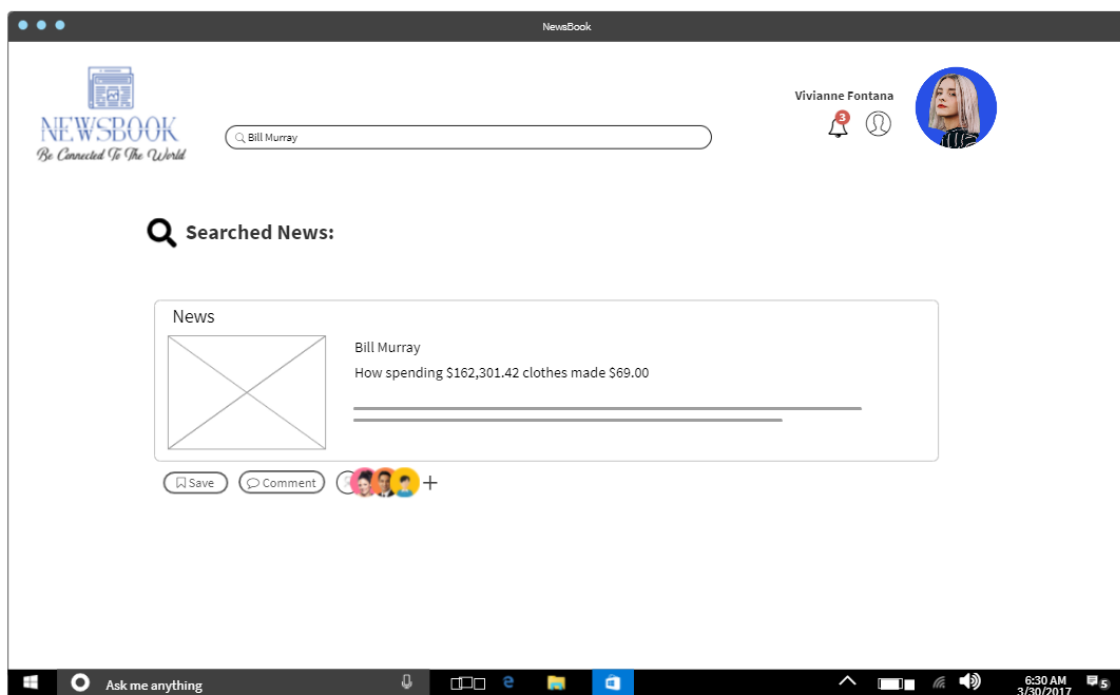 NewsBook
NEWSBOOK
Be Connected To The World
Bill Murray
Vivianne Fontana
3
Searched News:
News
Bill Murray
How spending $162,301.42 clothes made $69.00
Save
Comment
Ask me anything
6:30 AM
3/30/2017
5